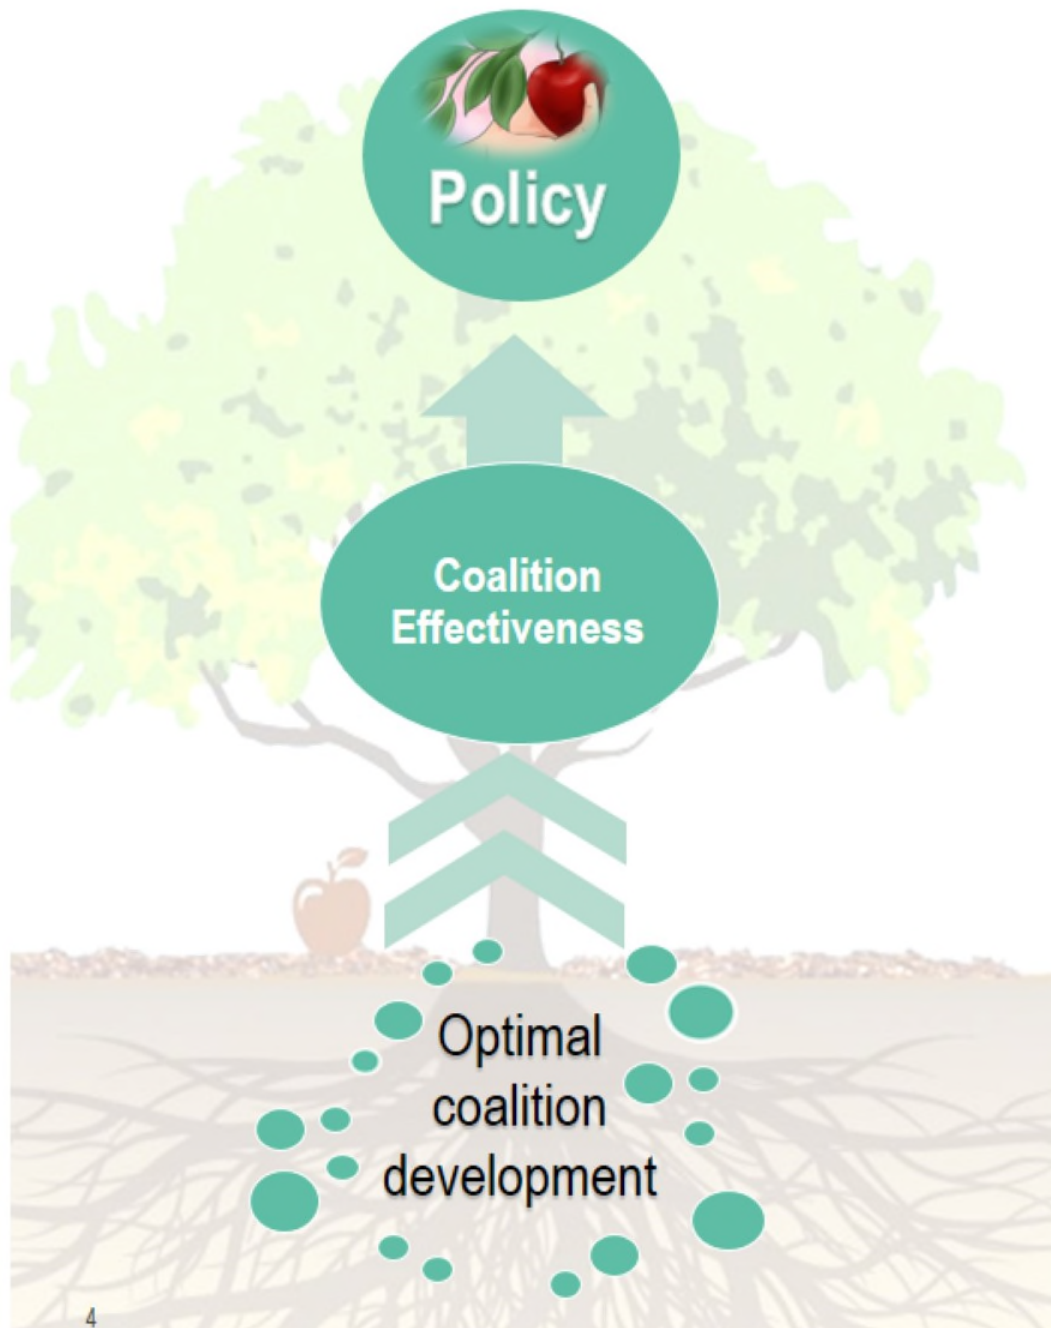 Policy
Coalition
Effectiveness
Optimal
coalition
development
4